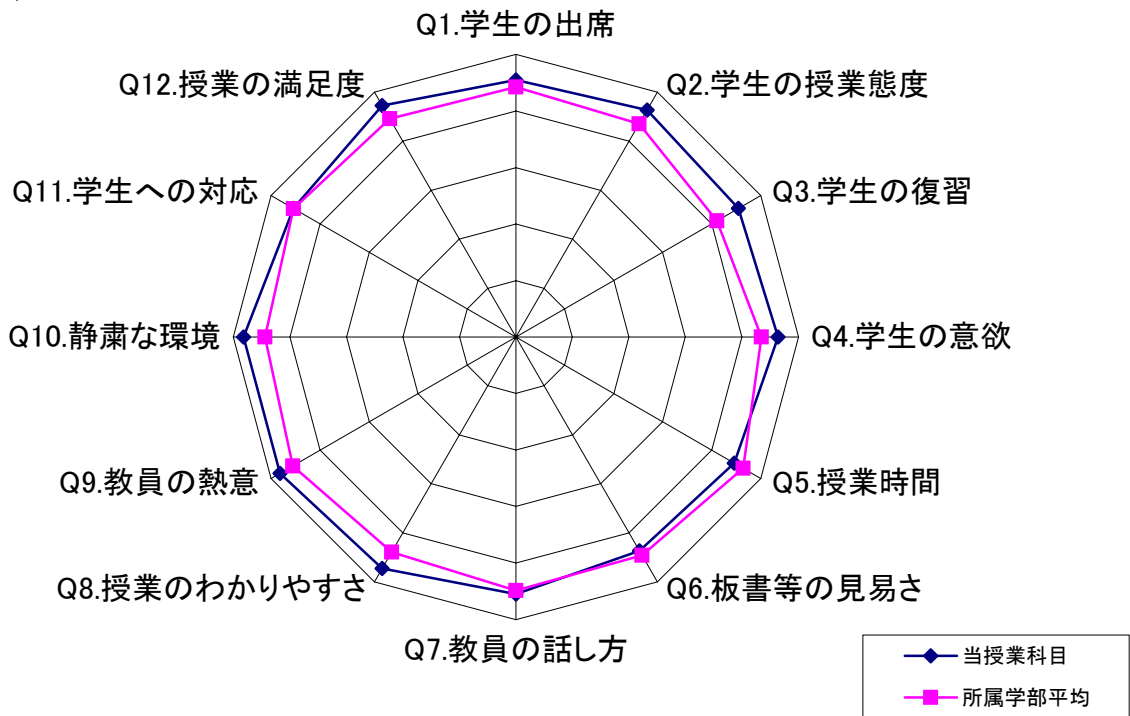 Q1.学生の出席
Q2.学生の授業態度
Q3.学生の復習
Q4.学生の意欲
Q5.授業時間
Q6.板書等の見易さ
Q7.教員の話し方
Q8.授業のわかりやすさ
Q9.教員の熱意
Q10.静粛な環境
Q11.学生への対応
Q12.授業の満足度
当授業科目
所属学部平均